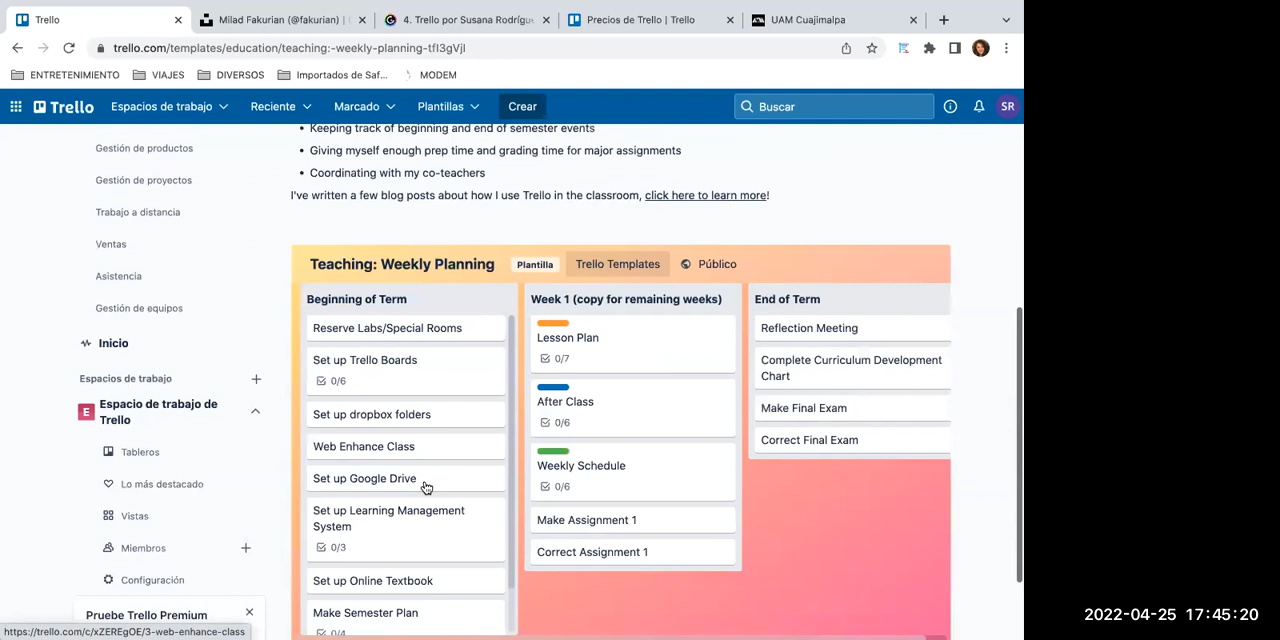 Trello
Milad Fakurian (@fakurian) |
4. Trello por Susana Rodrígu
Precios de Trello | Trello
UAM Cuajimalpa
trello.com/templates/education/teaching:-weekly-planning-tfI3gVjl
ENTRETENIMIENTO
VIAJES
DIVERSOS
Importados de Saf...
MODEM
Trello
Espacios de trabajo
Reciente
Marcado
Plantillas
Crear
Buscar
SR
Gestión de productos
Gestión de proyectos
Trabajo a distancia
Ventas
Asistencia
Gestión de equipos
Inicio
Espacios de trabajo
E
Espacio de trabajo de
Trello
Tableros
Lo más destacado
Vistas
Miembros
Configuración
Pruebe Trello Premium
https://trello.com/c/xZEREgOE/3-web-enhance-class
• Keeping track of beginning and end of semester events
• Giving myself enough prep time and grading time for major assignments
• Coordinating with my co-teachers
I've written a few blog posts about how I use Trello in the classroom, click here to learn more!
Teaching: Weekly Planning
Plantilla
Trello Templates
Público
Beginning of Term
Reserve Labs/Special Rooms
Set up Trello Boards
0/6
Set up dropbox folders
Web Enhance Class
Set up Google Drive
Set up Learning Management
System
0/3
Set up Online Textbook
Make Semester Plan
0/4
Week 1 (copy for remaining weeks)
Lesson Plan
0/7
After Class
0/6
Weekly Schedule
0/6
Make Assignment 1
Correct Assignment 1
End of Term
Reflection Meeting
Complete Curriculum Development
Chart
Make Final Exam
Correct Final Exam
2022-04-25 17:45:20